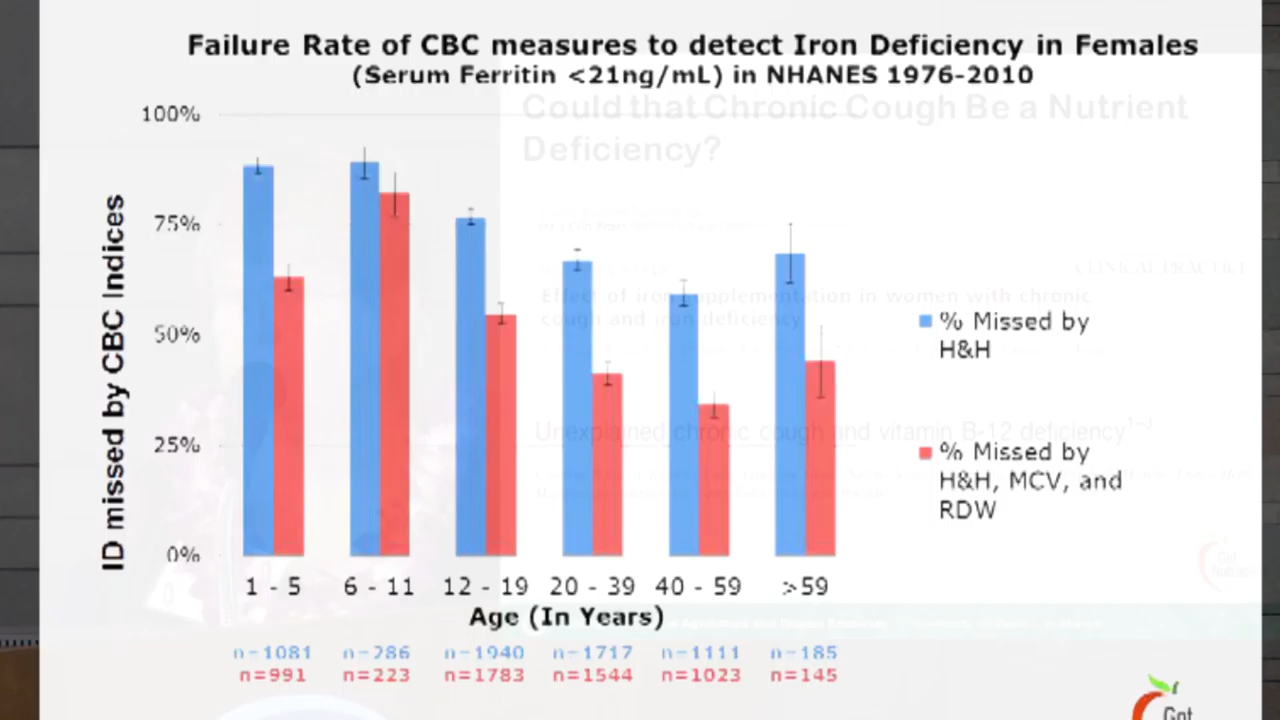 Failure Rate of CBC measures to detect Iron Deficiency in Females
(Serum Ferritin <21ng/mL) in NHANES 1976-2010
Could that Chronic Cough Be a Nutrient
Deficiency?
100%
75%
50%
25%
0%
ID missed by CBC Indices
CLINICAL PRACTICE
Effect of iron supplementation in women with chronic
cough and iron deficiency
Unexplained chronic cough and vitamin B-12 deficiency
% Missed by
H&H
% Missed by
H&H, MCV, and
RDW
1 - 5
6 - 11
12 - 19
20 - 39
40 - 59
>59
Age (In Years)
n=1081
n=286
n=1940
n=1717
n=1111
n=185
n=991
n=223
n=1783
n=1544
n=1023
n=145
Got